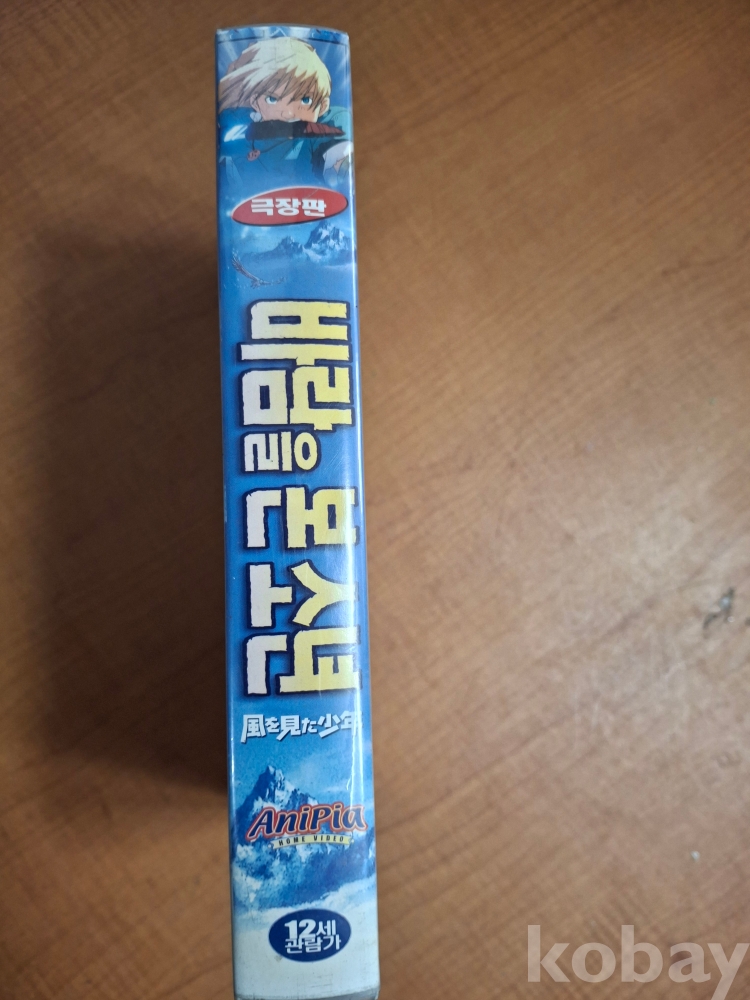 극장판
바람을 본 소년
風を見た少年
AniPia
HOME VIDEO
12세
관람가
kobay